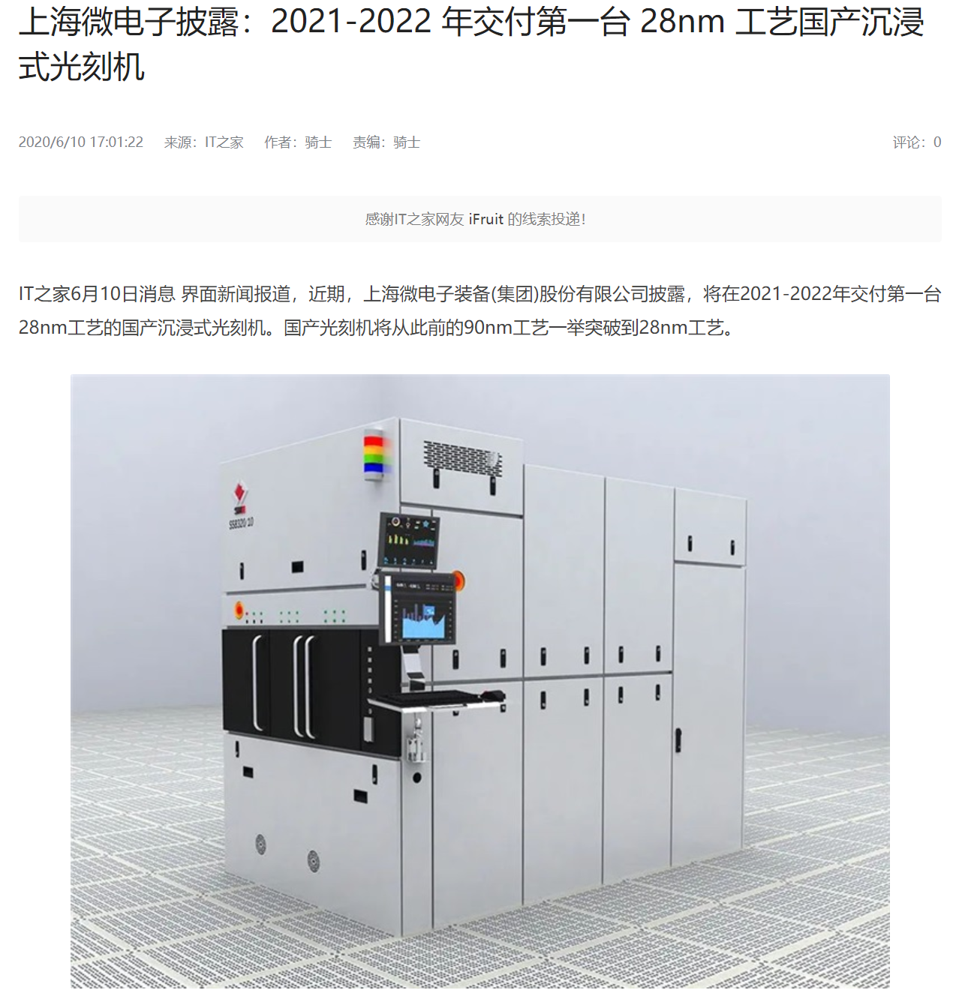 上海微电子披露：2021-2022 年交付第一台 28nm 工艺国产沉浸
式光刻机
2020/6/10 17:01:22 来源：IT之家 作者：骑士 责编：骑士 评论：0
感谢IT之家网友 iFruit 的线索投递！
IT之家6月10日消息 界面新闻报道，近期，上海微电子装备(集团)股份有限公司披露，将在2021-2022年交付第一台
28nm工艺的国产沉浸式光刻机。国产光刻机将从此前的90nm工艺一举突破到28nm工艺。
SSB320/10